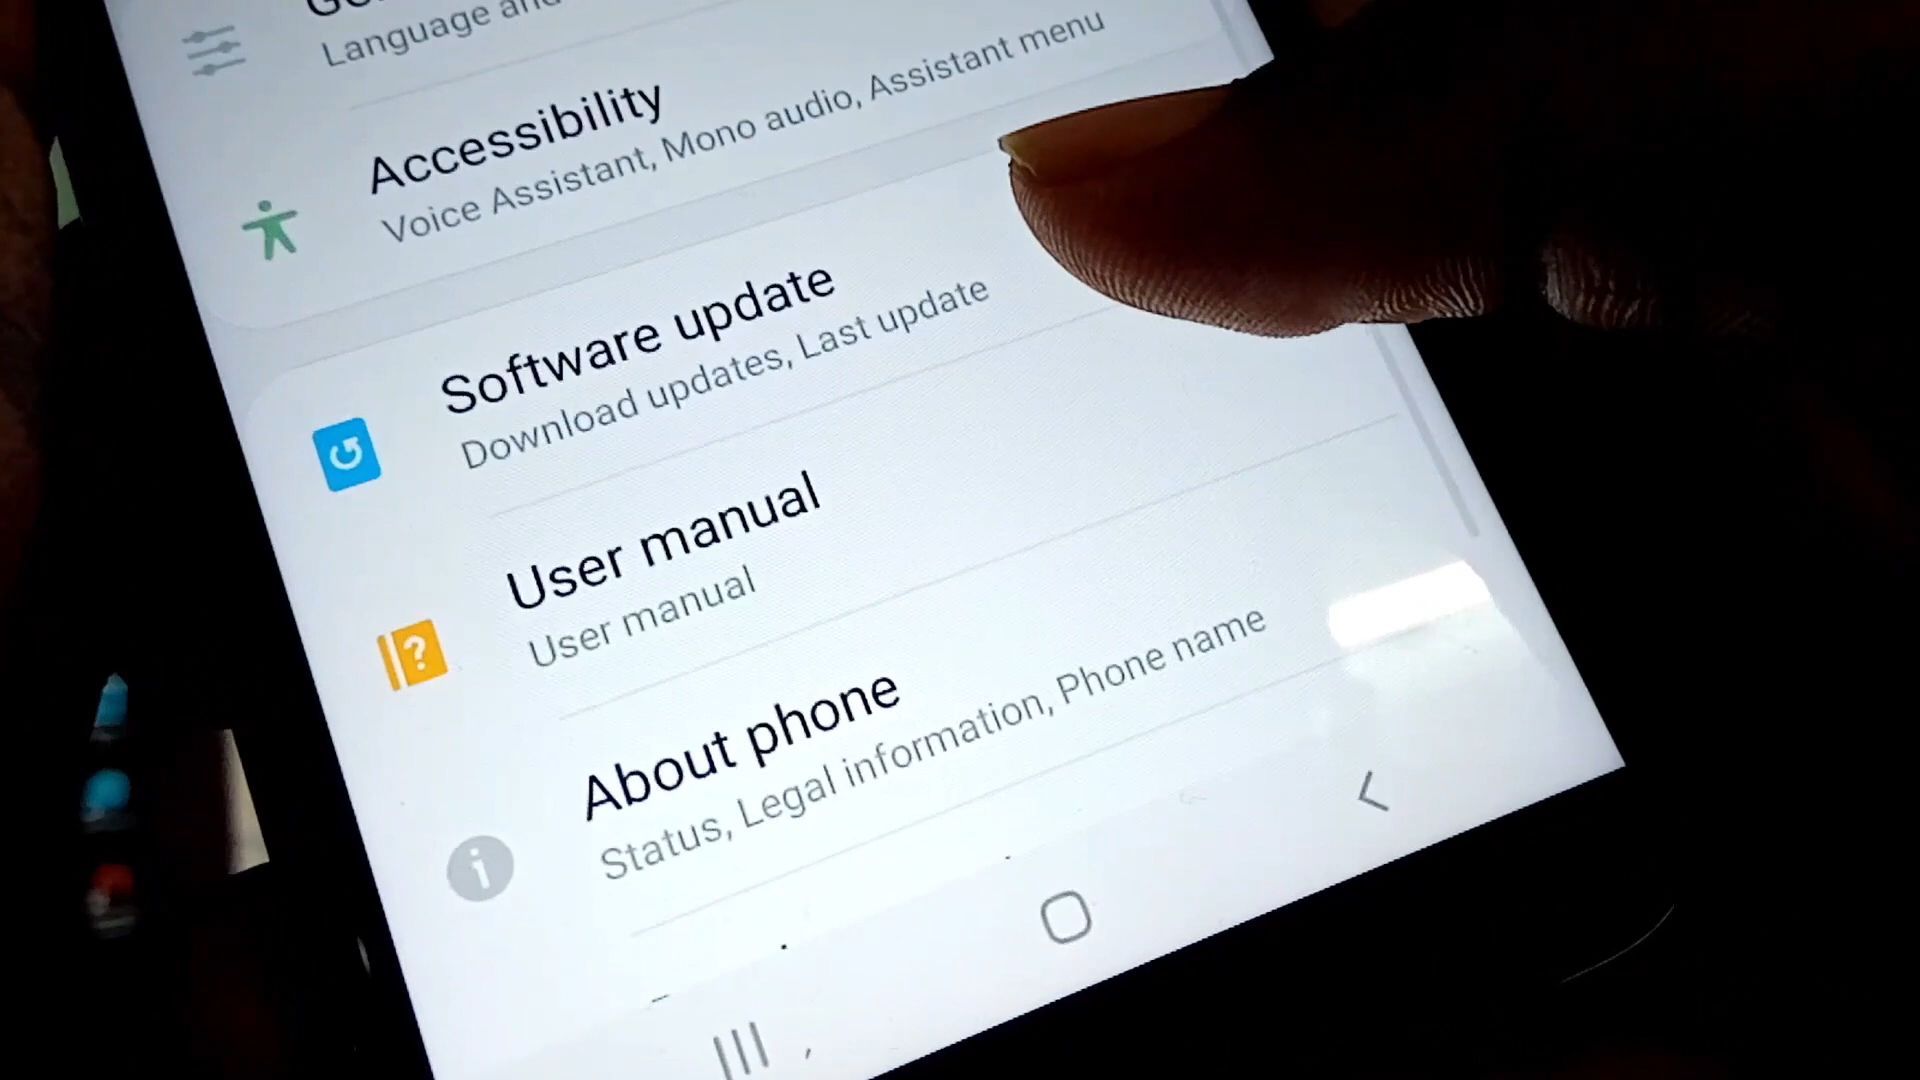 Language and
Accessibility
Voice Assistant, Mono audio, Assistant menu
Software update
Download updates, Last update
User manual
User manual
About phone
Status, Legal information, Phone name